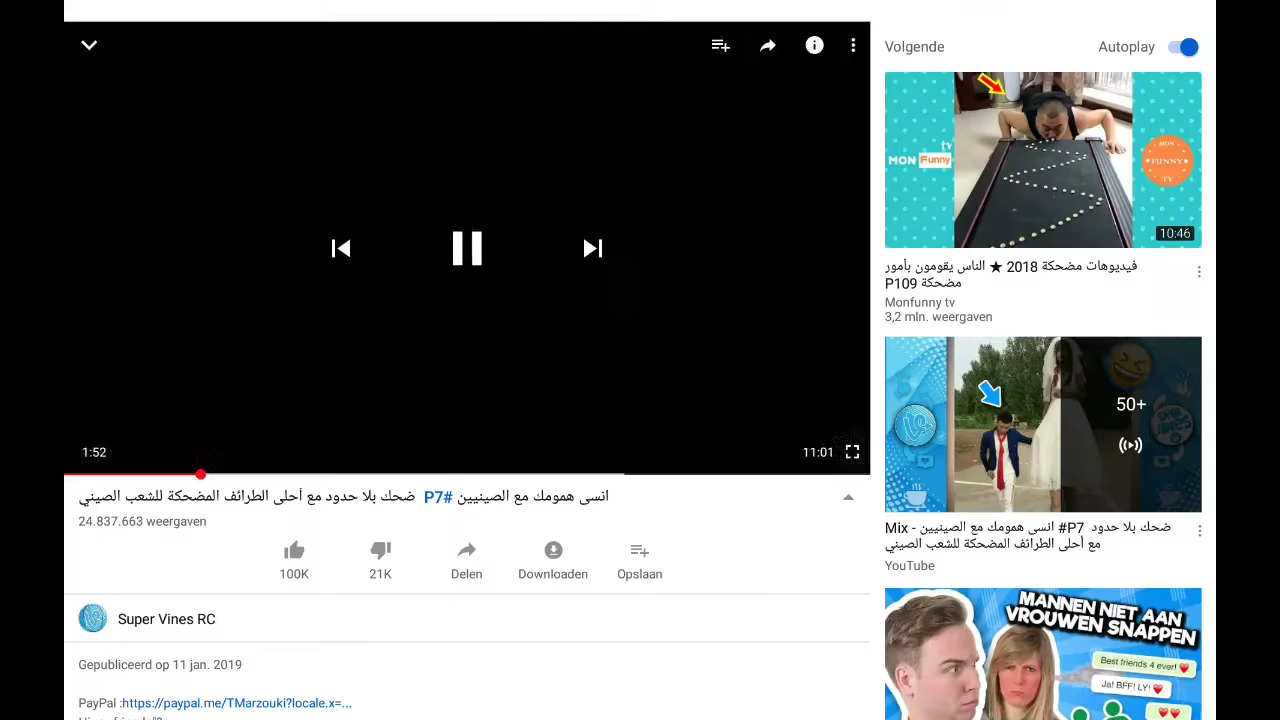 Volgende
Autoplay
tv
MON Funny
MON
FUNNY
TV
10:46
فيديوهات مضحكة 2018 ★ الناس يقومون بأمور
مضحكة P109
Monfunny tv
3,2 mln. weergaven
1:52
11:01
انسى همومك مع الصينيين #P7 ضحك بلا حدود مع أحلى الطرائف المضحكة للشعب الصيني
24.837.663 weergaven
100K
21K
Delen
Downloaden
Opslaan
Super Vines RC
Gepubliceerd op 11 jan. 2019
PayPal :https://paypal.me/TMarzouki?locale.x=...
50+
Mix - انسى همومك مع الصينيين #P7 ضحك بلا حدود
مع أحلى الطرائف المضحكة للشعب الصيني
YouTube
MANNEN NIET AAN
VROUWEN SNAPPEN
Best friends 4 ever!
Ja! BFF! LY!